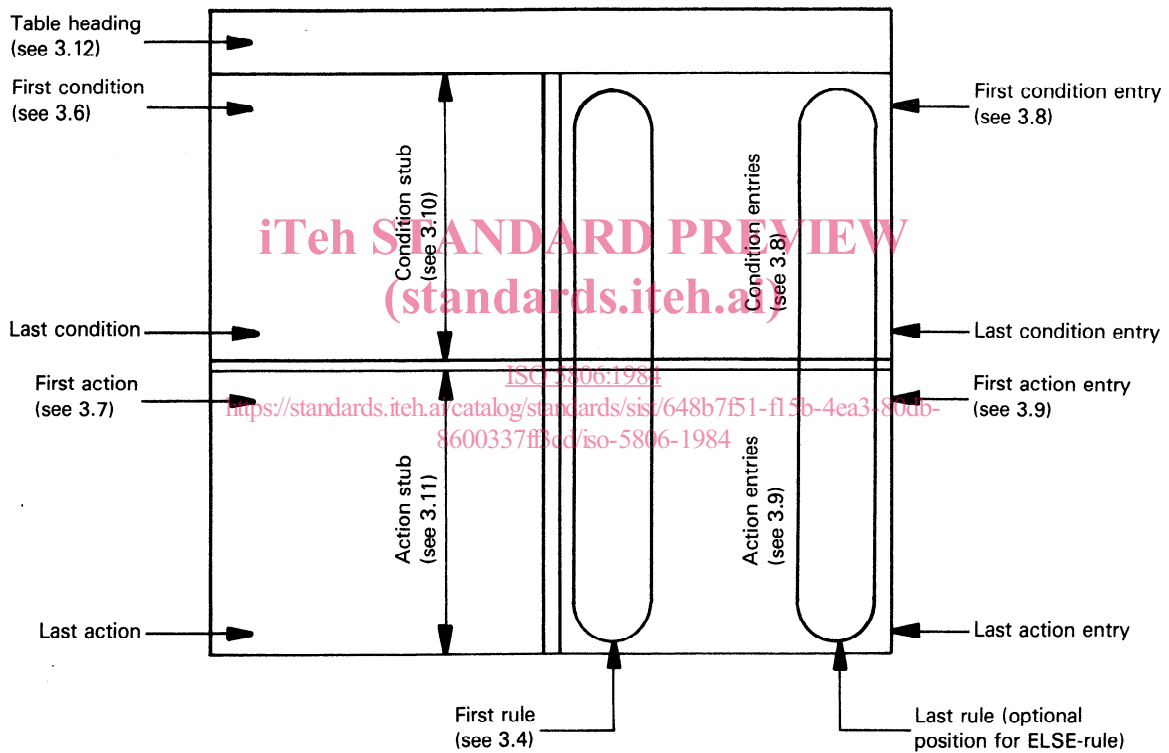 Table heading
(see 3.12)
First condition
(see 3.6)
First condition entry
(see 3.8)
Condition stub
(see 3.10)
Condition entries
(see 3.8)
iTeh STANDARD PREVIEW
(standards.iteh.ai)
Last condition
Last condition entry
ISO 5806:1984
First action
(see 3.7)
First action entry
(see 3.9)
https://standards.iteh.ai/catalog/standards/sist/648b7f51-f15b-4ea3-80db-
8600337ff3cd/iso-5806-1984
Action stub
(see 3.11)
Action entries
(see 3.9)
Last action
Last action entry
First rule
(see 3.4)
Last rule (optional
position for ELSE-rule)